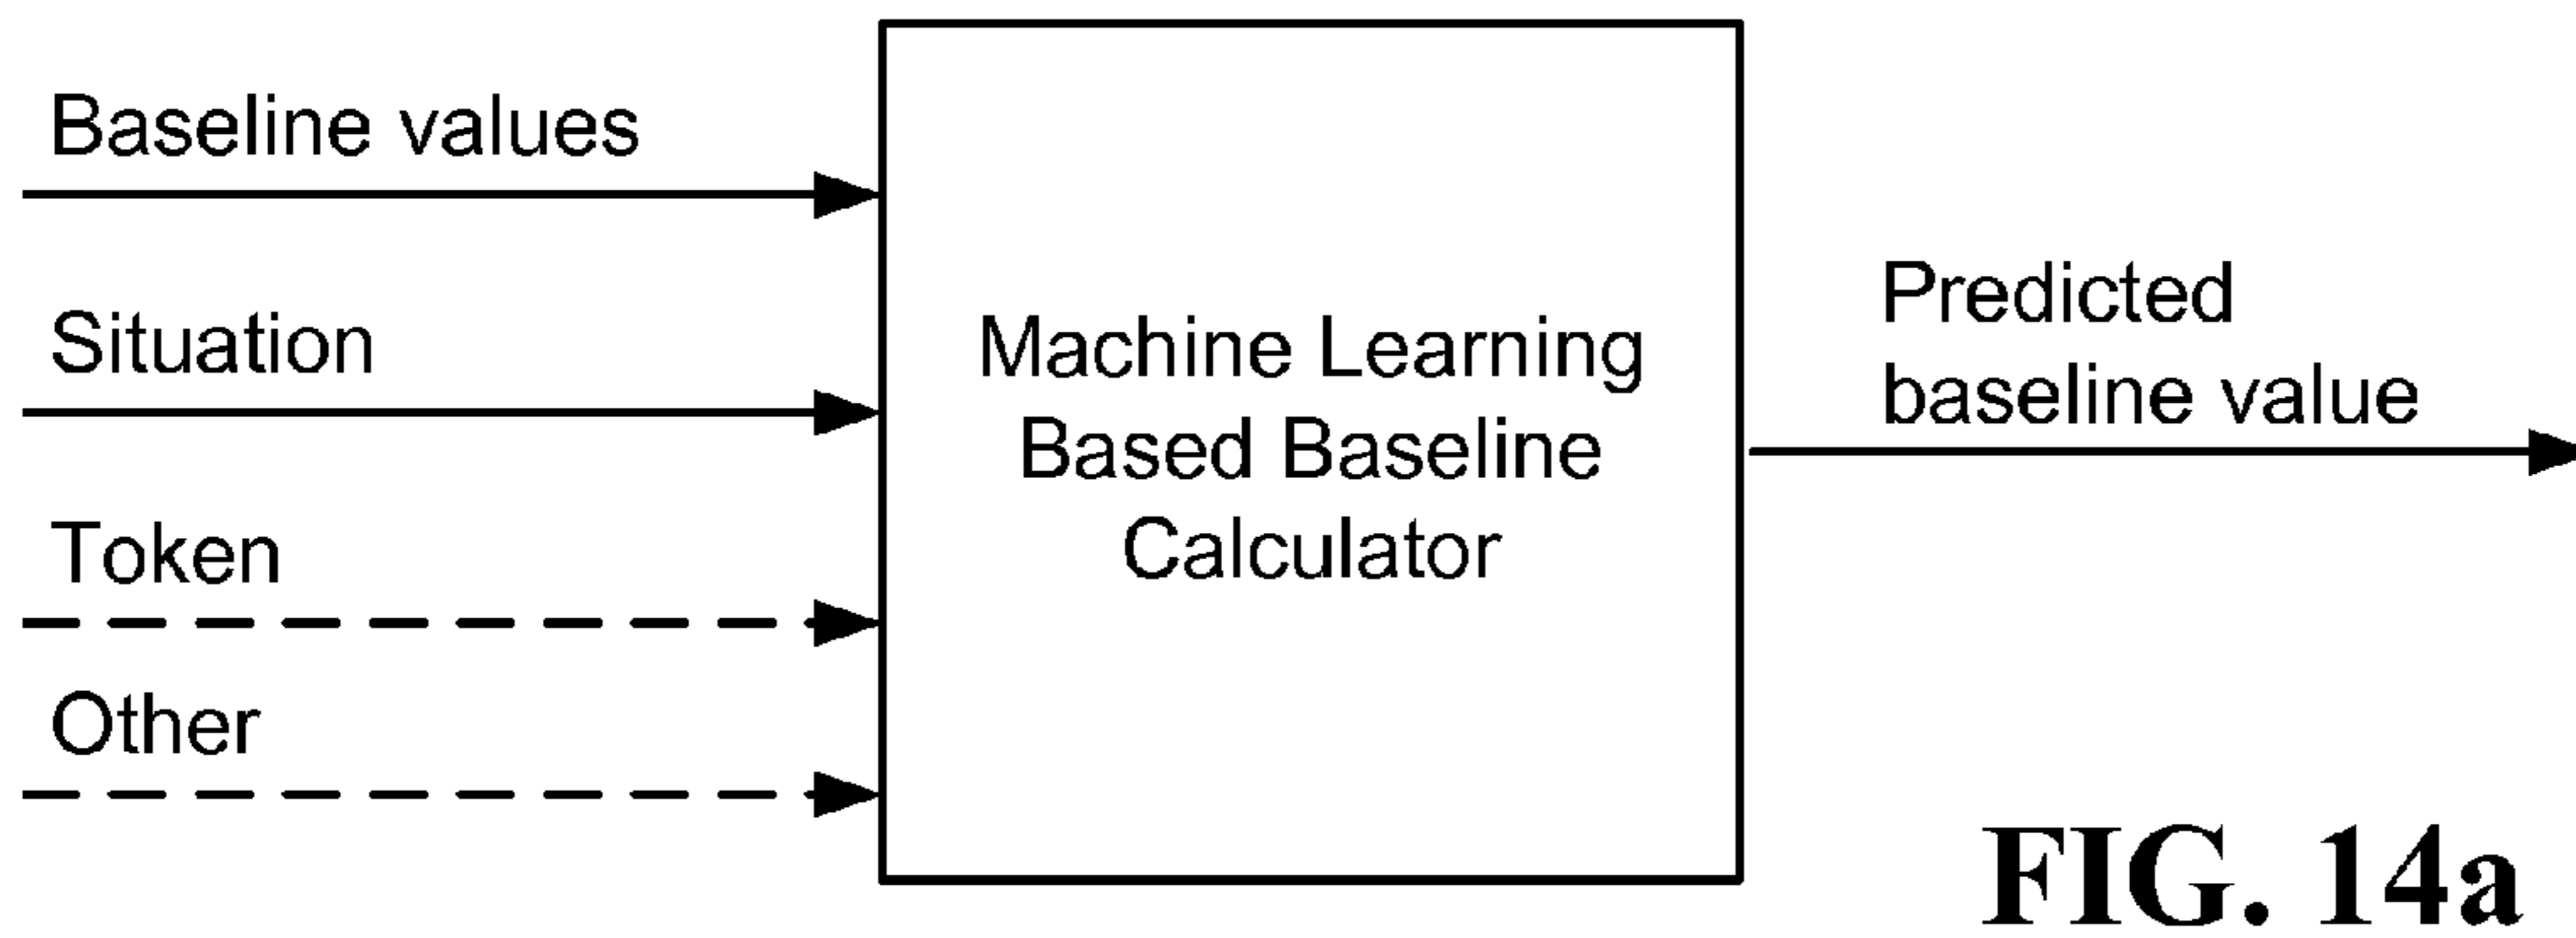 Baseline values
Situation
Token
Other
Machine Learning
Based Baseline
Calculator
Predicted
baseline value
FIG. 14a